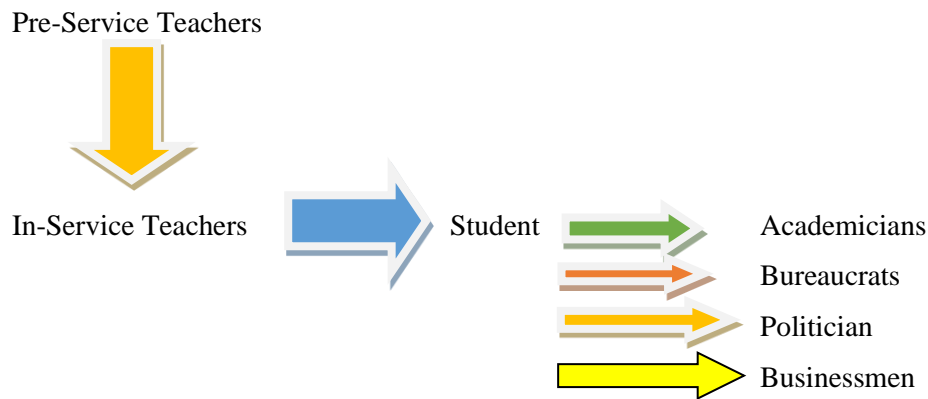 Pre-Service Teachers
In-Service Teachers Student Academicians
Bureaucrats
Politician
Businessmen